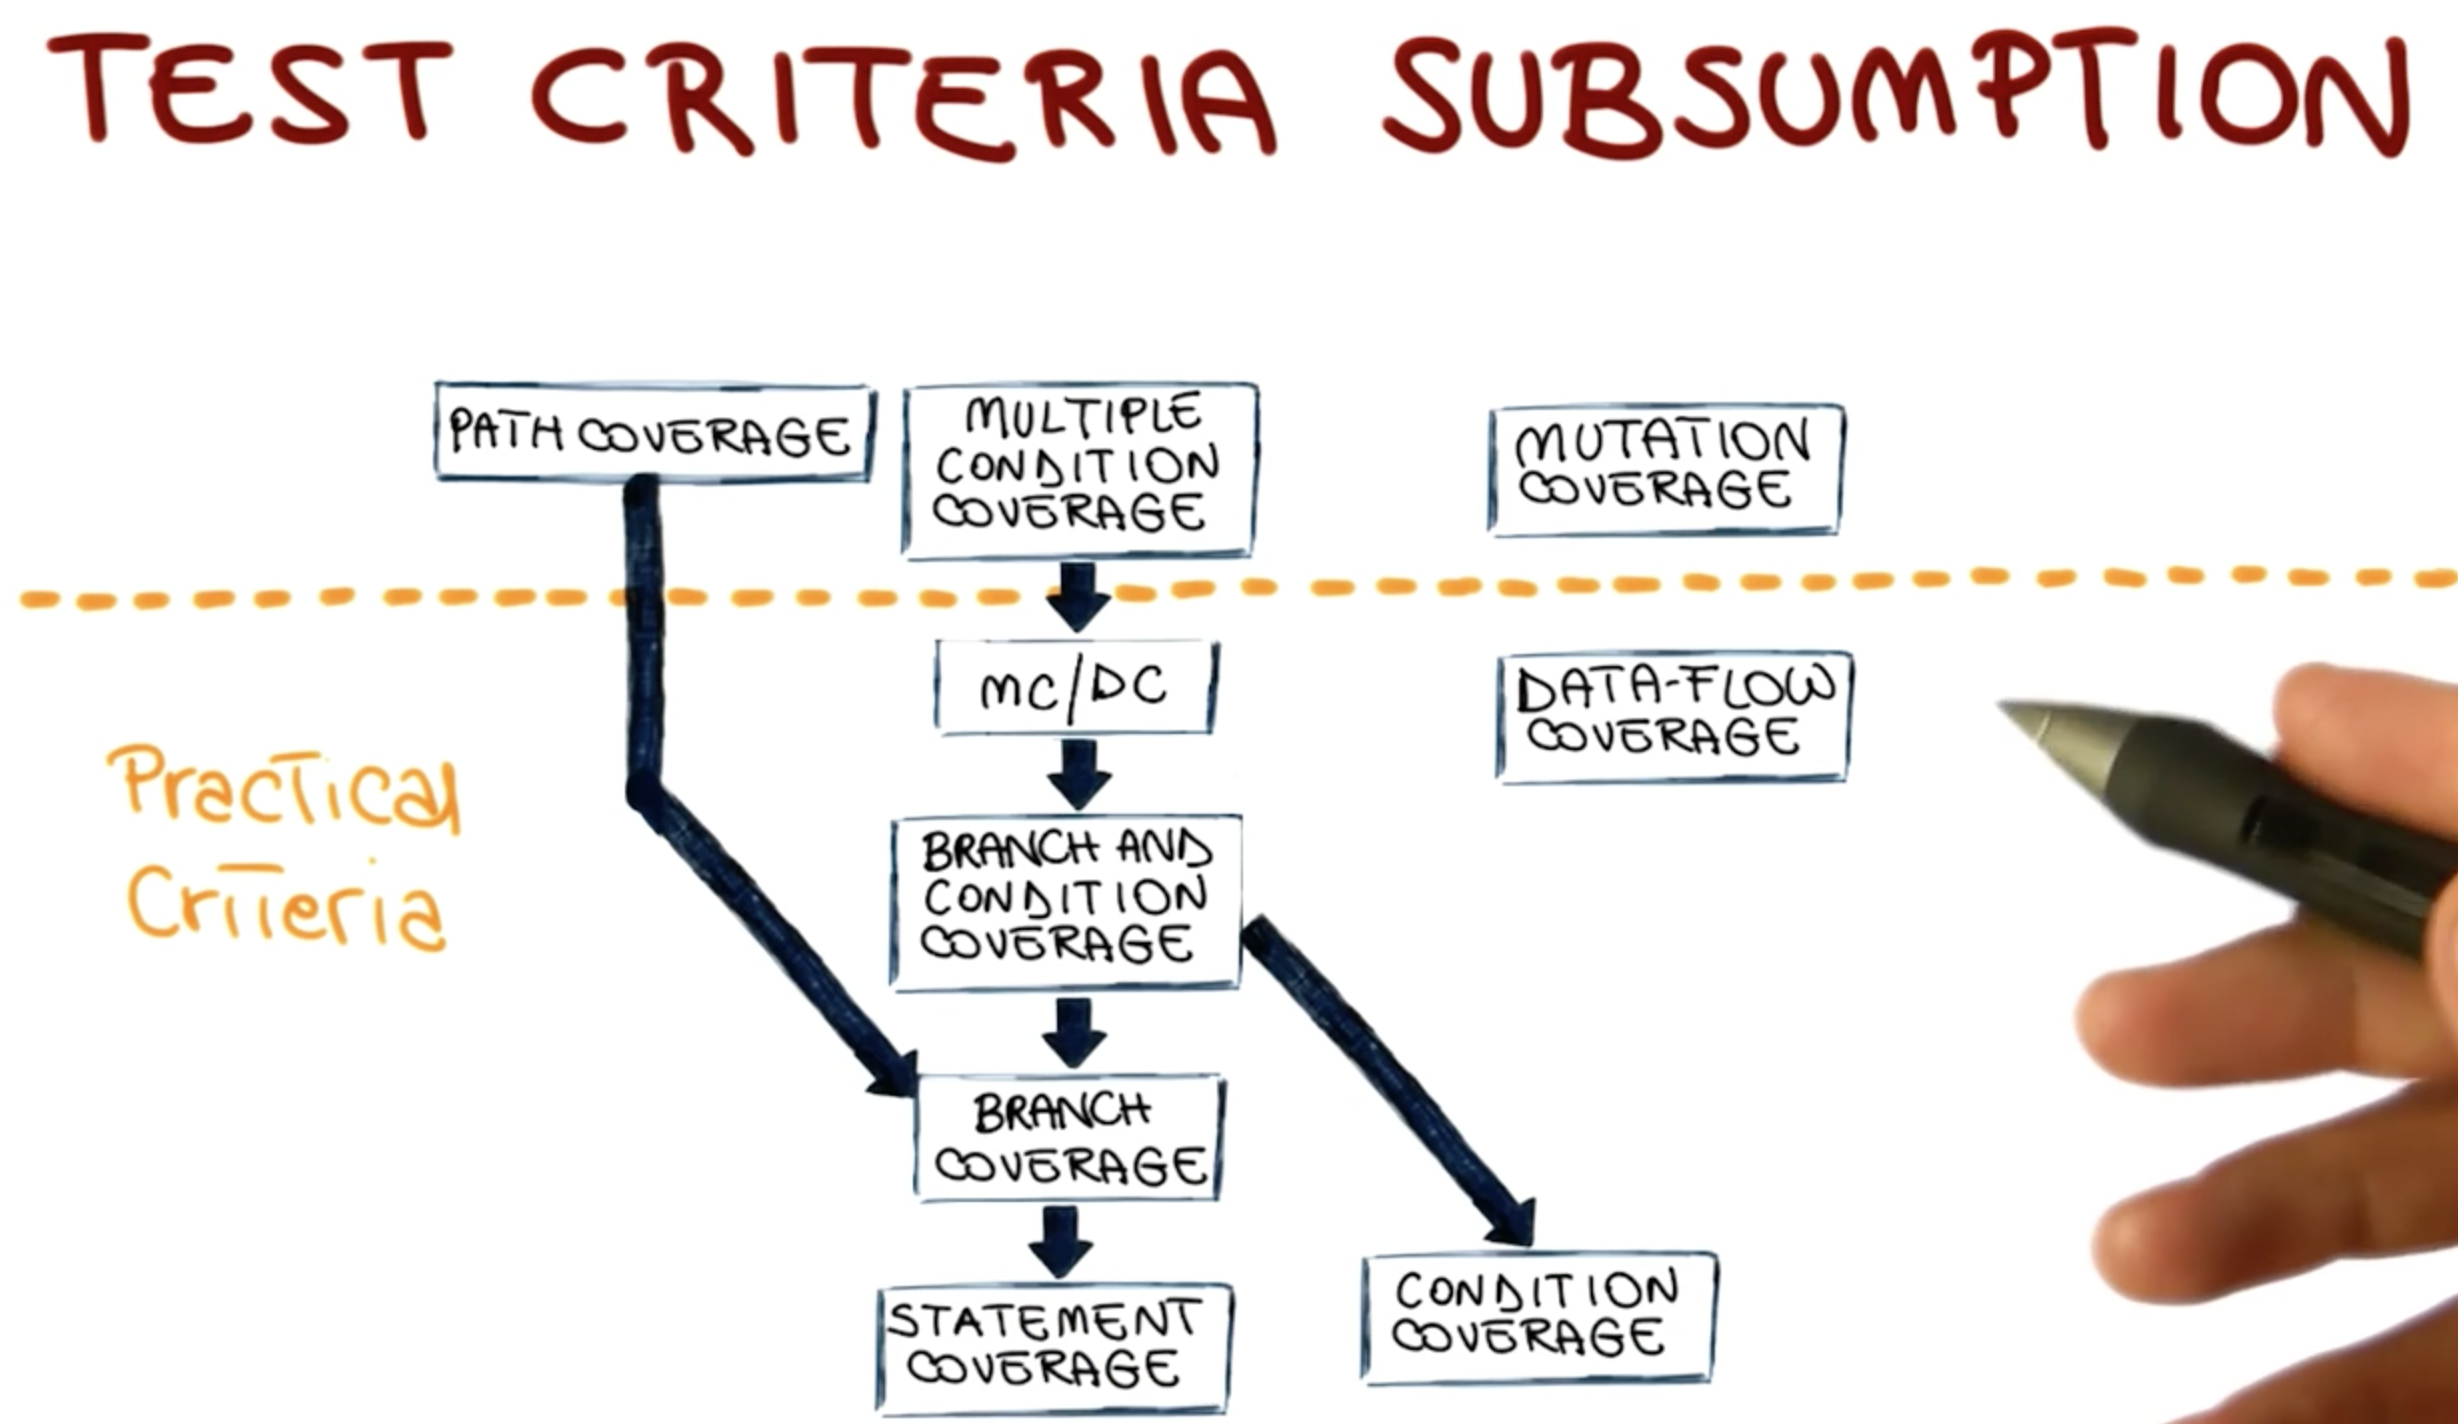 TEST CRITERIA SUBSUMPTION
PATH COVERAGE
MULTIPLE
CONDITION
COVERAGE
MUTATION
COVERAGE
MC/DC
DATA-FLOW
COVERAGE
Practical
Criteria
BRANCH AND
CONDITION
COVERAGE
BRANCH
COVERAGE
STATEMENT
COVERAGE
CONDITION
COVERAGE